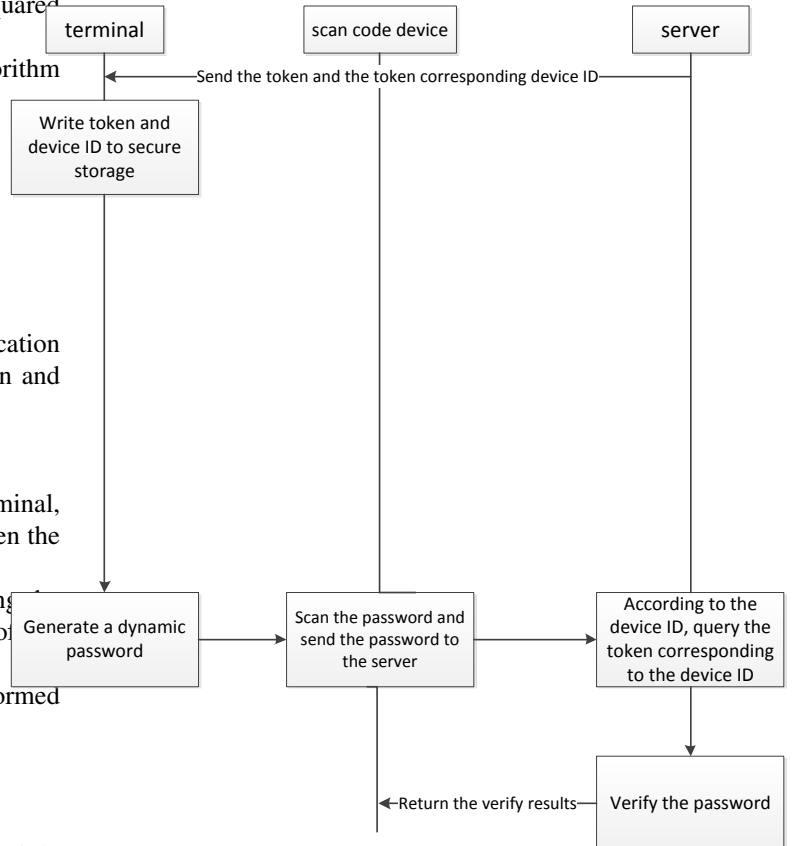 quared
terminal
scan code device
server
orithm
Send the token and the token corresponding device ID
Write token and
device ID to secure
storage
cation
n and
minal,
en the
Generate a dynamic
password
Scan the password and
send the password to
the server
According to the
device ID, query the
token corresponding
to the device ID
of
ormed
Return the verify results
Verify the password